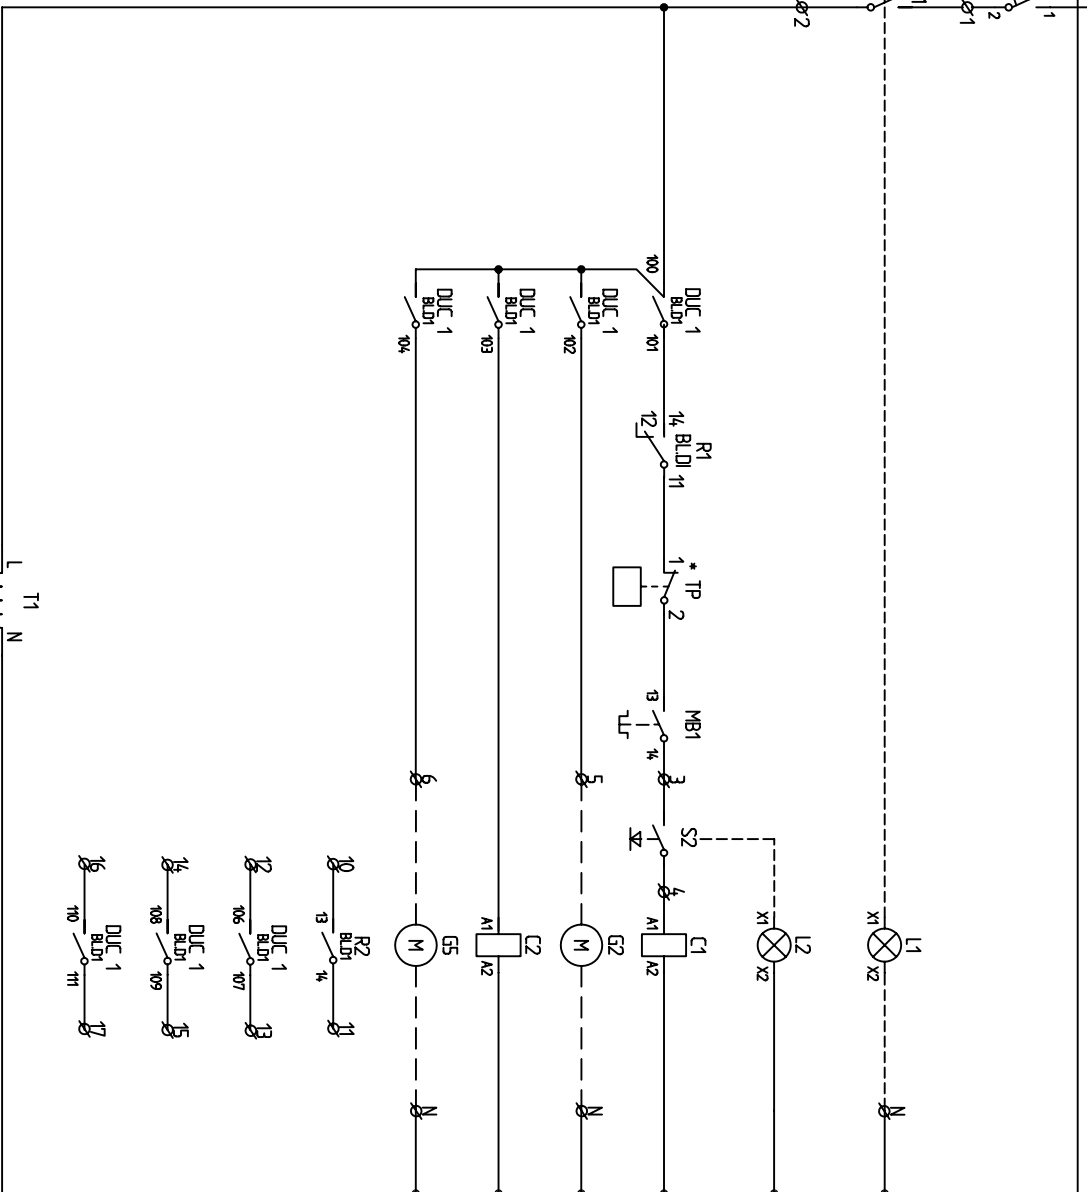 2
1
2
1
100
DUC 1
BLD1
101
DUC 1
BLD1
102
DUC 1
BLD1
103
DUC 1
BLD1
104
14
12
R1
BLDI
11
1
* TP
2
L
T1
N
13
MB1
14
3
S2
4
5
6
A1
C1
A2
G2
M
A1
C2
A2
G5
M
X1
L2
X2
X1
L1
X2
N
N
N
10
13
R2
BLD1
14
11
12
106
DUC 1
BLD1
107
13
14
108
DUC 1
BLD1
109
15
16
110
DUC 1
BLD1
111
17